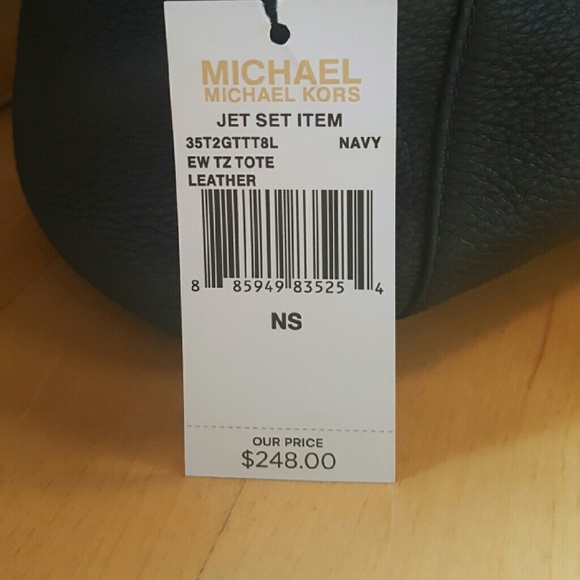 MICHAEL
MICHAEL KORS
JET SET ITEM
35T2GTTT8L NAVY
EW TZ TOTE
LEATHER
8 85949 83525 4
NS
OUR PRICE
$248.00